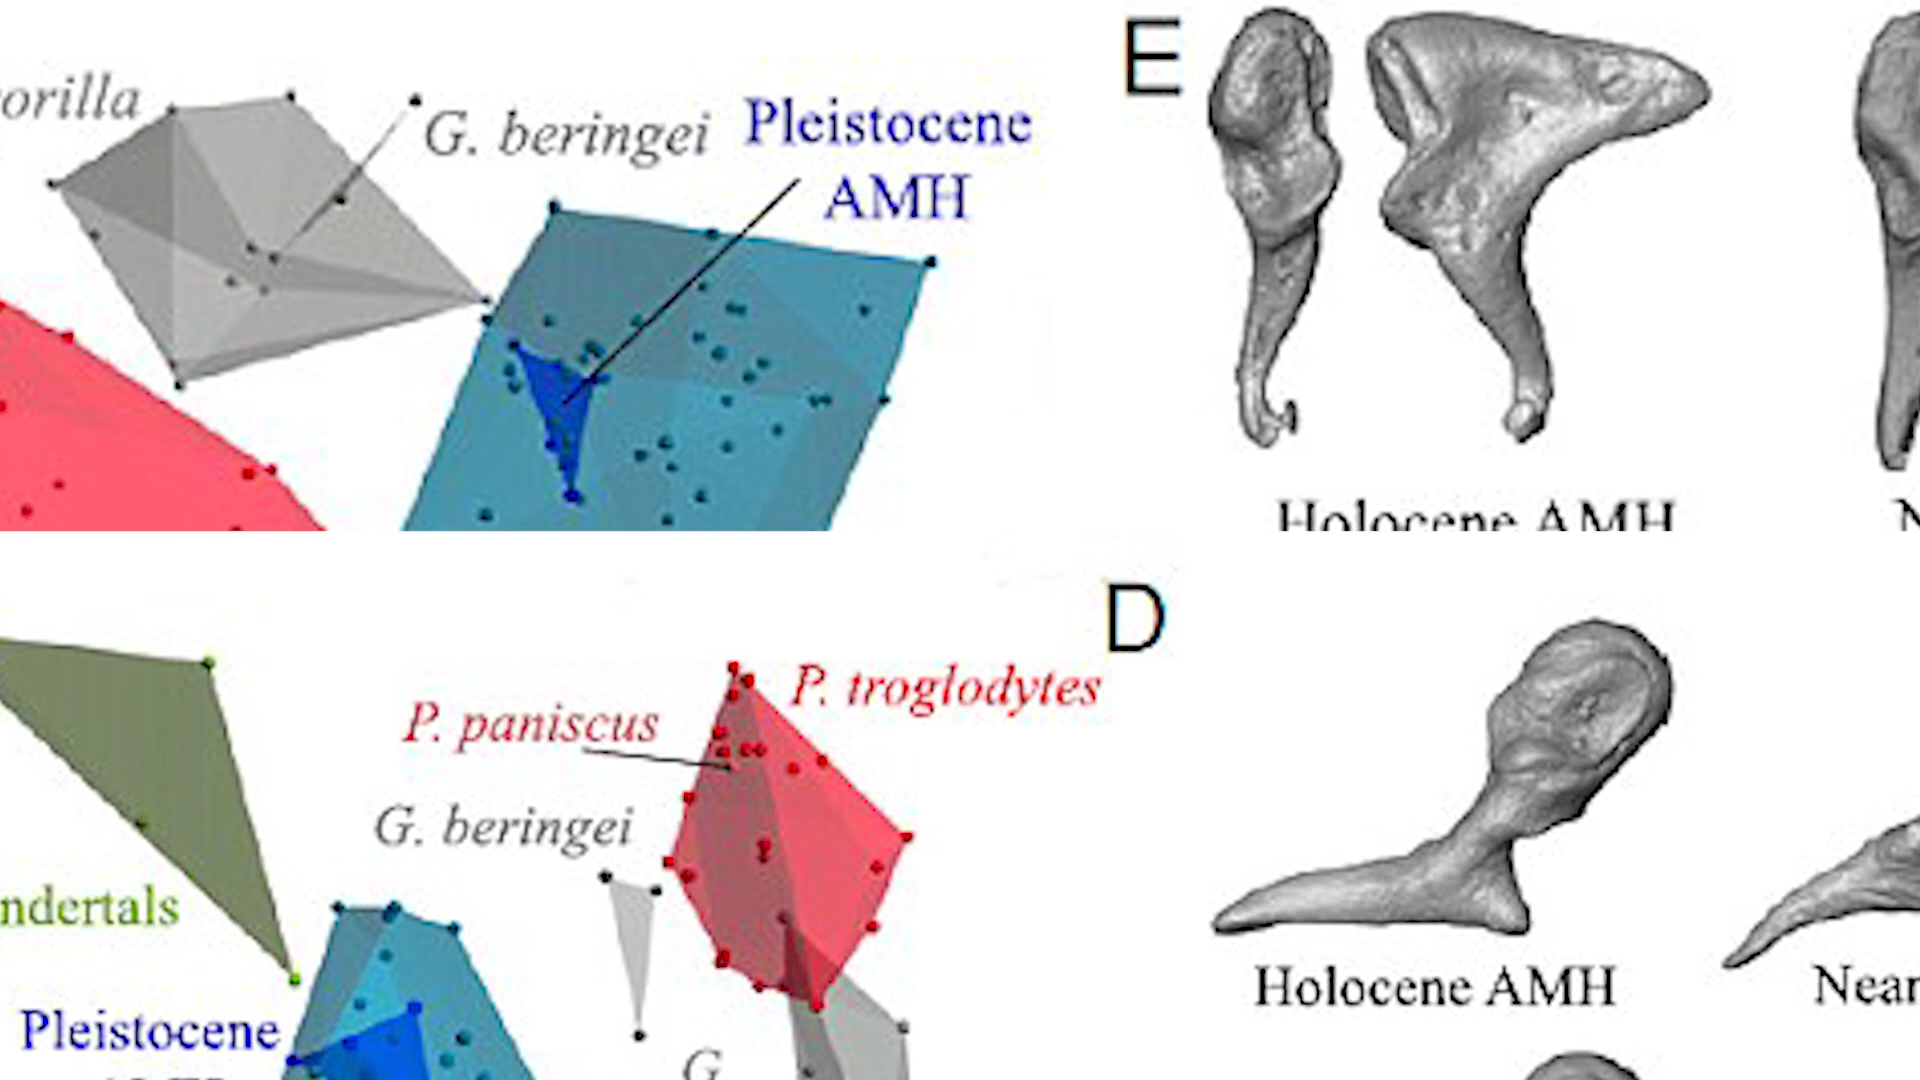 orilla
G. beringei
Pleistocene
AMH
E
Holocene AMH
N
D
P. troglodytes
P. paniscus
G. beringei
ndertals
Pleistocene
G
Holocene AMH
Near